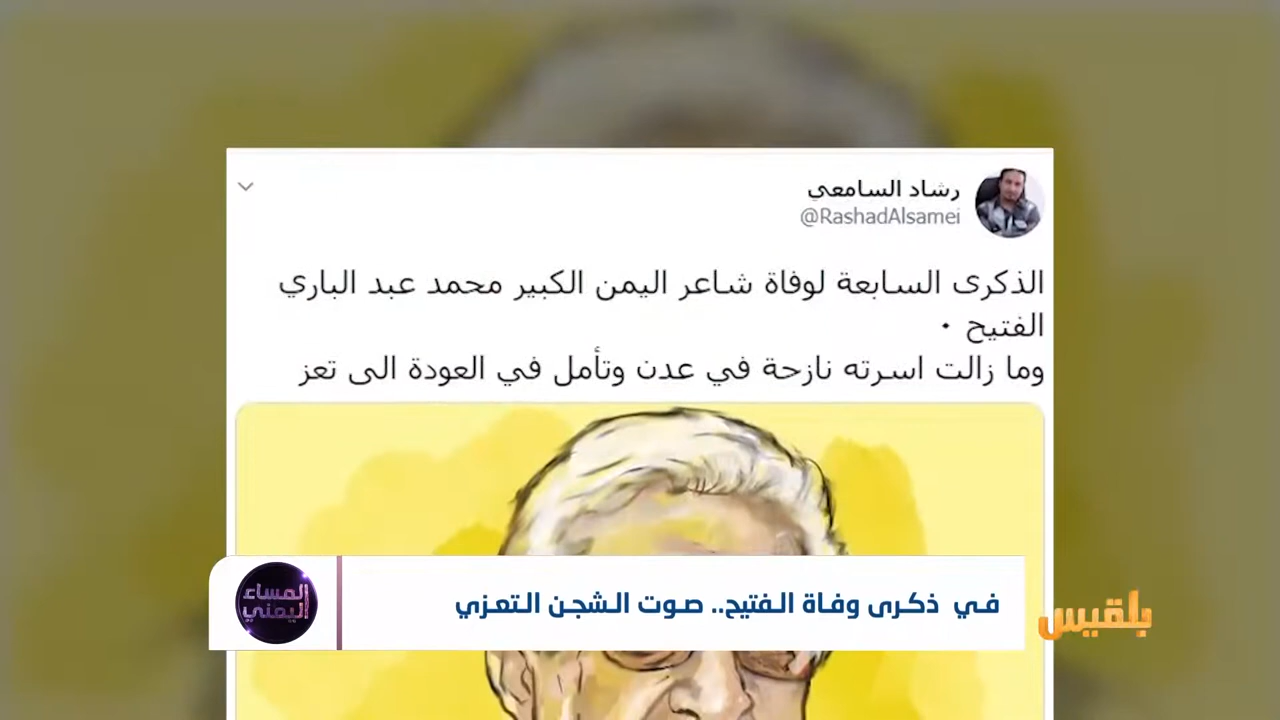 رشاد السامعي
@RashadAlsamei
الذكرى السابعة لوفاة شاعر اليمن الكبير محمد عبد الباري
الفتيح .
وما زالت اسرته نازحة في عدن وتأمل في العودة الى تعز
في ذكرى وفاة الفتيح.. صوت الشجن التعزي
المساء
اليمني
بلقيس